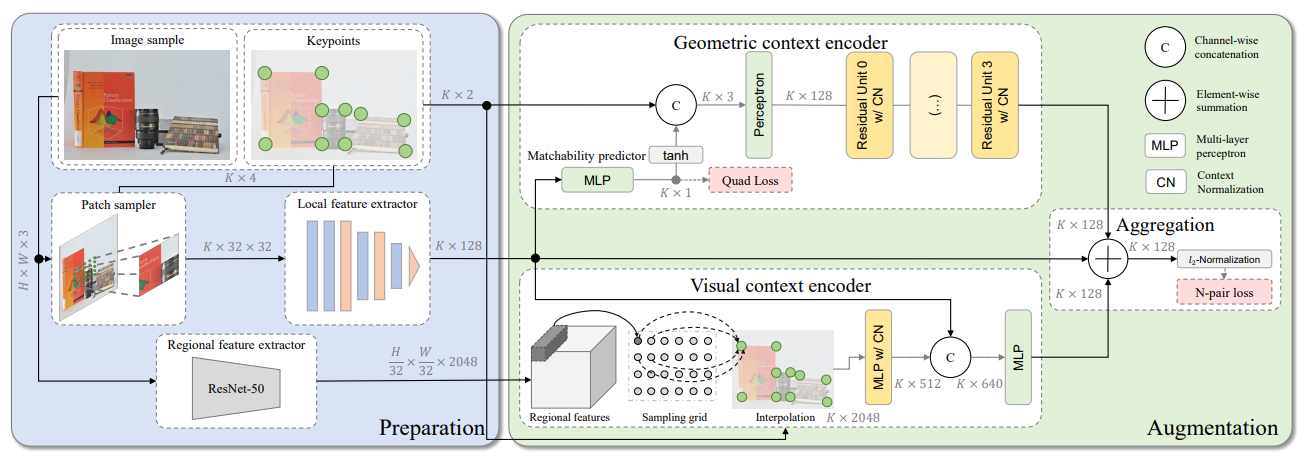 Image sample
Keypoints
K × 4
Patch sampler
H × W × 3
K × 32 × 32
Local feature extractor
K × 128
K × 2
Regional feature extractor
ResNet-50
H/32 × W/32 × 2048
Preparation
Geometric context encoder
C
K × 3
Perceptron
K × 128
Residual Unit 0
w/ CN
(...)
Residual Unit 3
w/ CN
Matchability predictor
tanh
MLP
K × 1
Quad Loss
Visual context encoder
Regional features
Sampling grid
Interpolation
K × 2048
MLP w/ CN
K × 512
C
K × 640
MLP
C
Channel-wise
concatenation
Element-wise
summation
MLP
Multi-layer
perceptron
CN
Context
Normalization
Aggregation
K × 128
K × 128
K × 128
l2-Normalization
N-pair loss
Augmentation